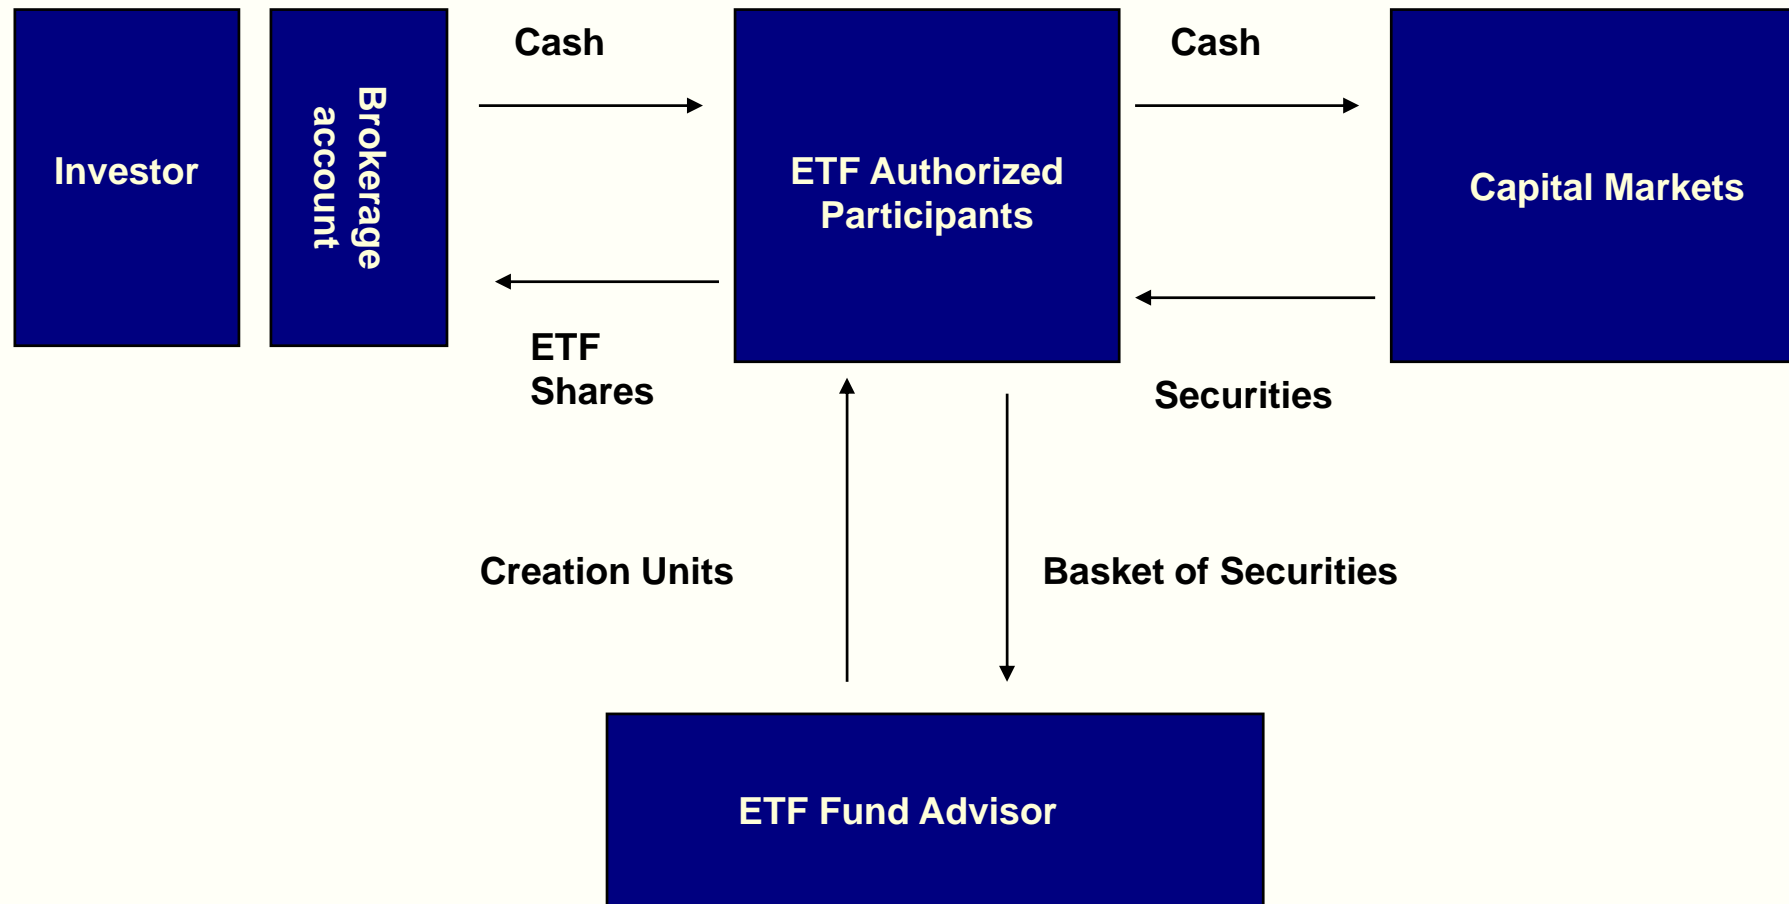 Cash
Cash
Investor
Brokerage
account
ETF Authorized
Participants
Capital Markets
ETF
Shares
Securities
Creation Units
Basket of Securities
ETF Fund Advisor